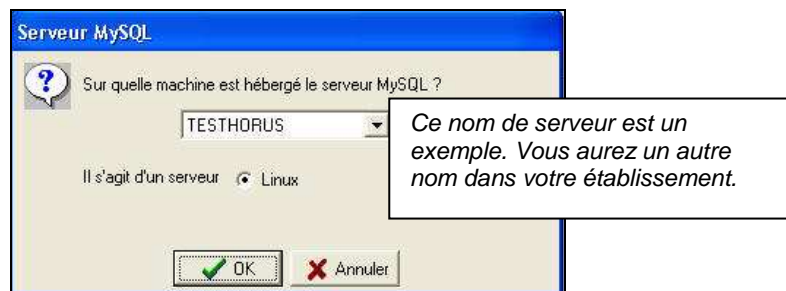 Serveur MySQL
Sur quelle machine est hébergé le serveur MySQL ?
TESTHORUS
Il s'agit d'un serveur Linux
OK Annuler
Ce nom de serveur est un
exemple. Vous aurez un autre
nom dans votre établissement.